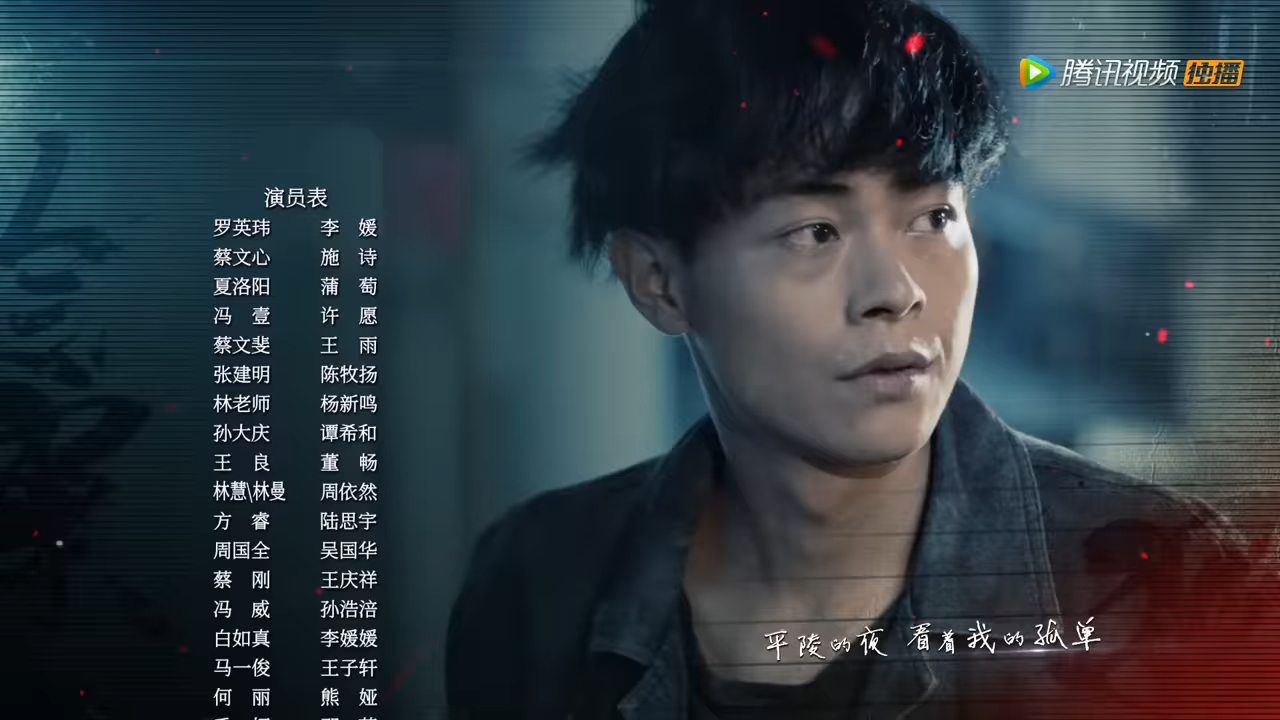 腾讯视频 独播
演员表
罗英玮 李 媛
蔡文心 施 诗
夏洛阳 蒲 萄
冯 壹 许 愿
蔡文斐 王 雨
张建明 陈牧扬
林老师 杨新鸣
孙大庆 谭希和
王 良 董 畅
林慧\林曼 周依然
方 睿 陆思宇
周国全 吴国华
蔡 刚 王庆祥
冯 威 孙浩涪
白如真 李媛媛
马一俊 王子轩
何 丽 熊 娅
平陵的夜 看着我的孤单